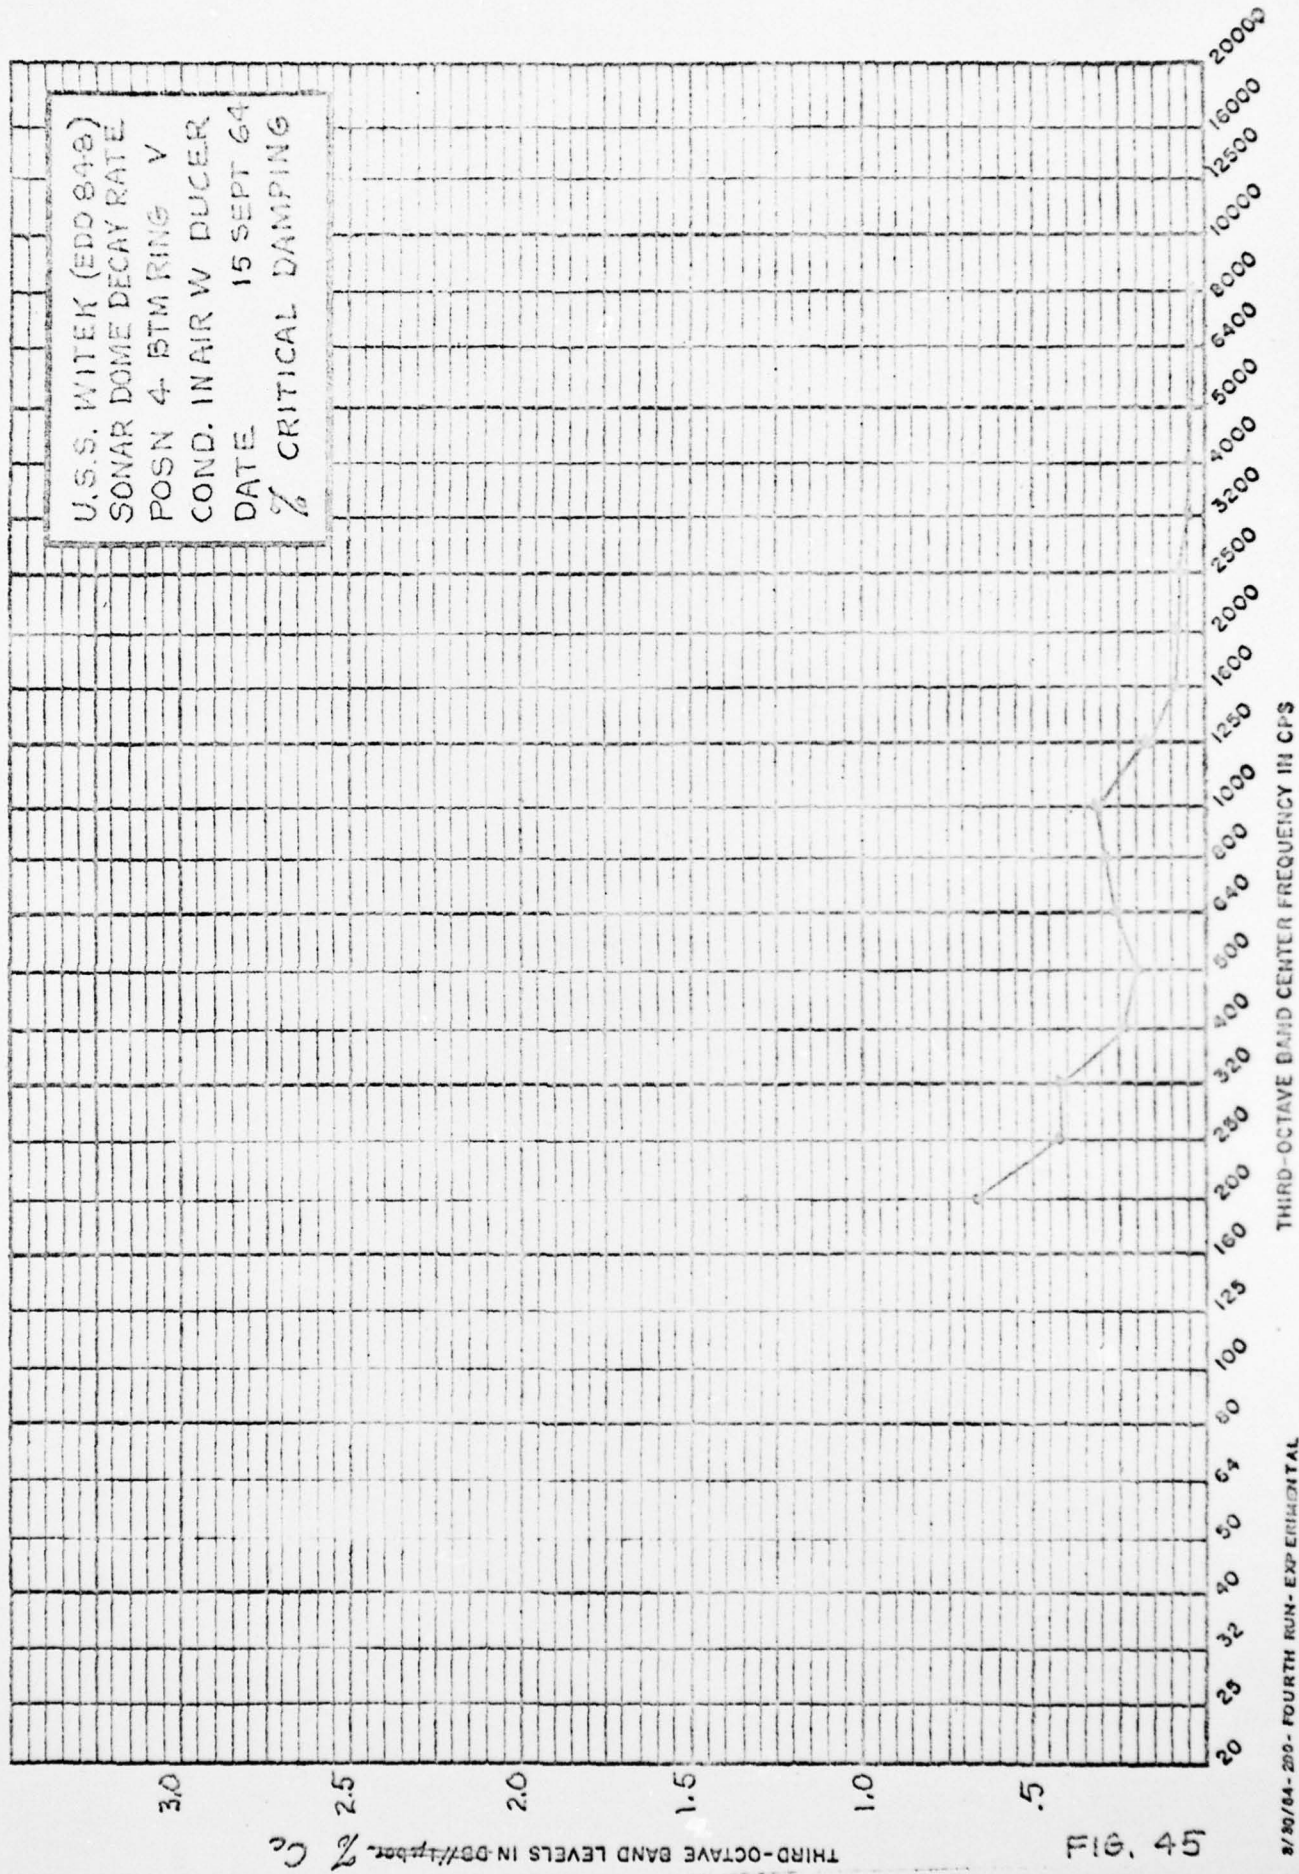 U.S.S. WITEK (EDD 848)
SONAR DOME DECAY RATE
POSN 4 BTM RING V
COND. IN AIR W DUCER
DATE 15 SEPT 64
% CRITICAL DAMPING
THIRD-OCTAVE BAND LEVELS IN DB//1μbar % Cc
3.0
2.5
2.0
1.5
1.0
.5
20 25 32 40 50 64 80 100 125 160 200 250 320 400 500 640 800 1000 1250 1600 2000 2500 3200 4000 5000 6400 8000 10000 12500 16000 20000
THIRD-OCTAVE BAND CENTER FREQUENCY IN CPS
FIG. 45
FOURTH RUN- EXPERIMENTAL